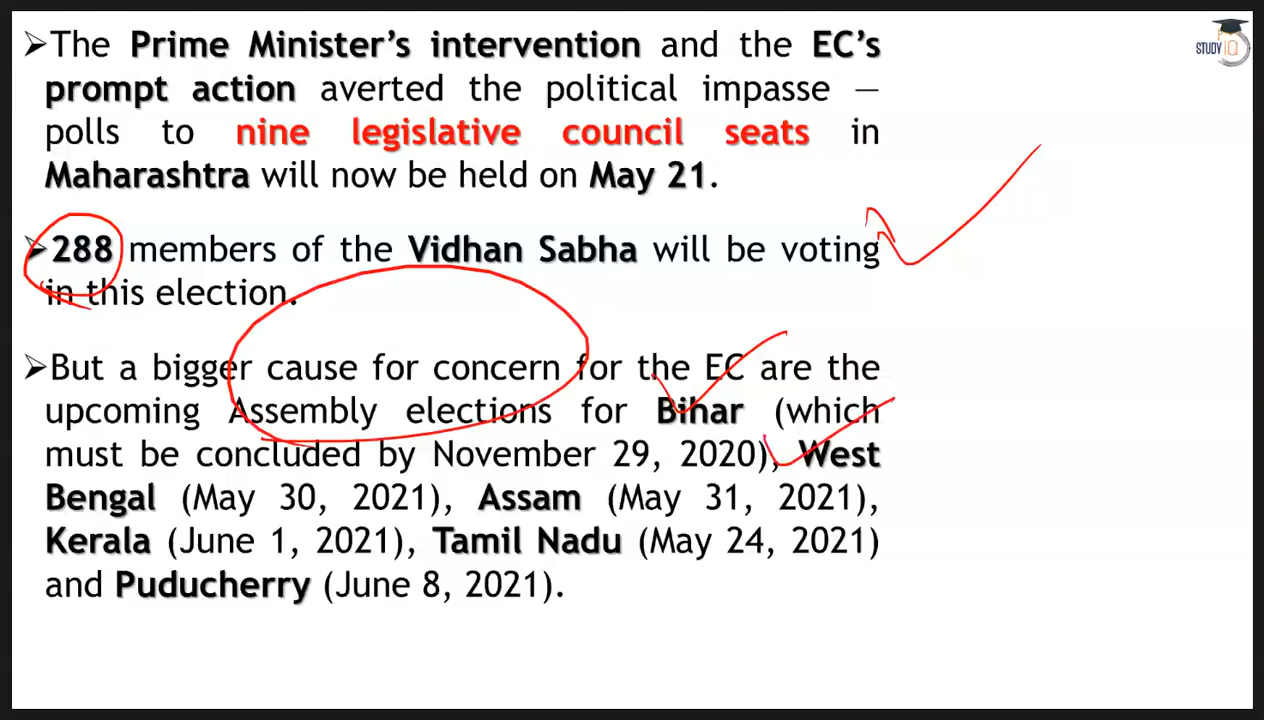 ➢The Prime Minister’s intervention and the EC’s
prompt action averted the political impasse —
polls to nine legislative council seats in
Maharashtra will now be held on May 21.
➢288 members of the Vidhan Sabha will be voting
in this election.
➢But a bigger cause for concern for the EC are the
upcoming Assembly elections for Bihar (which
must be concluded by November 29, 2020), West
Bengal (May 30, 2021), Assam (May 31, 2021),
Kerala (June 1, 2021), Tamil Nadu (May 24, 2021)
and Puducherry (June 8, 2021).
STUDY IQ